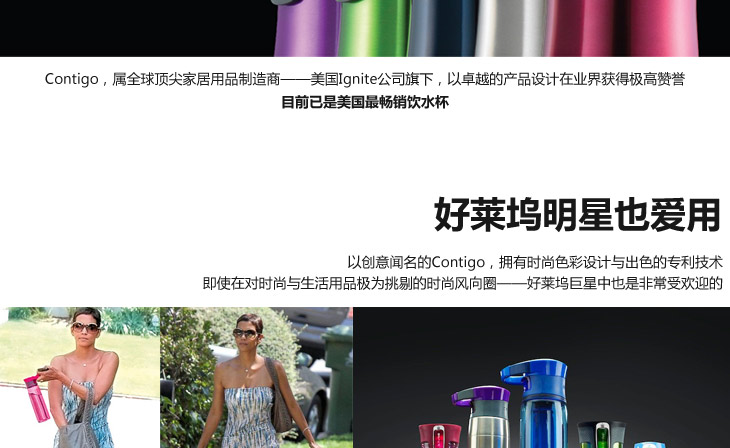 Contigo，属全球顶尖家居用品制造商——美国Ignite公司旗下，以卓越的产品设计在业界获得极高赞誉
目前已是美国最畅销饮水杯
好莱坞明星也爱用
以创意闻名的Contigo，拥有时尚色彩设计与出色的专利技术
即使在对时尚与生活用品极为挑剔的时尚风向圈——好莱坞巨星中也是非常受欢迎的